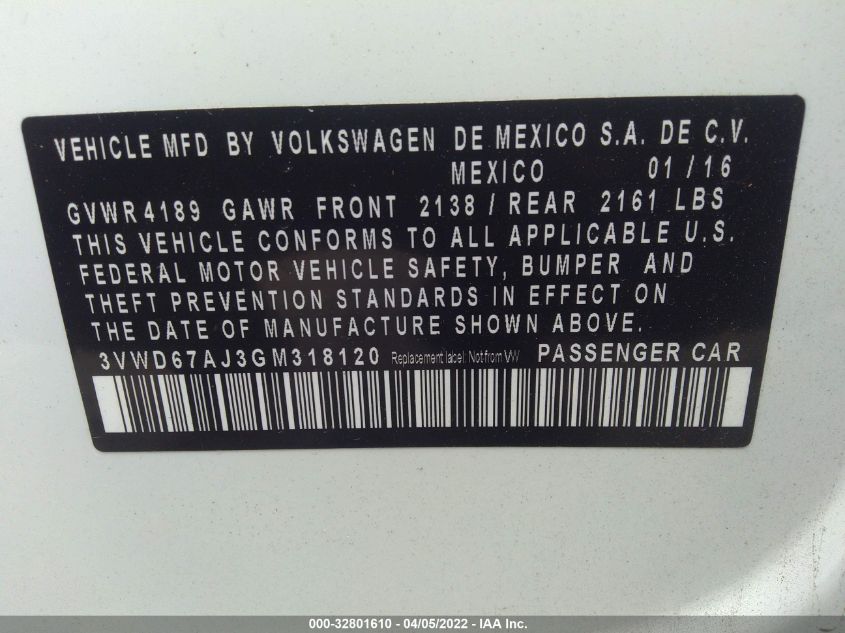 VEHICLE MFD BY VOLKSWAGEN DE MEXICO S.A. DE C.V.
MEXICO 01/16
GVWR4189 GAWR FRONT 2138 / REAR 2161 LBS
THIS VEHICLE CONFORMS TO ALL APPLICABLE U.S.
FEDERAL MOTOR VEHICLE SAFETY, BUMPER AND
THEFT PREVENTION STANDARDS IN EFFECT ON
THE DATE OF MANUFACTURE SHOWN ABOVE.
3VWD67AJ3GM318120 Replacement label: Not from VW PASSENGER CAR
000-32801610 - 04/05/2022 - IAA Inc.